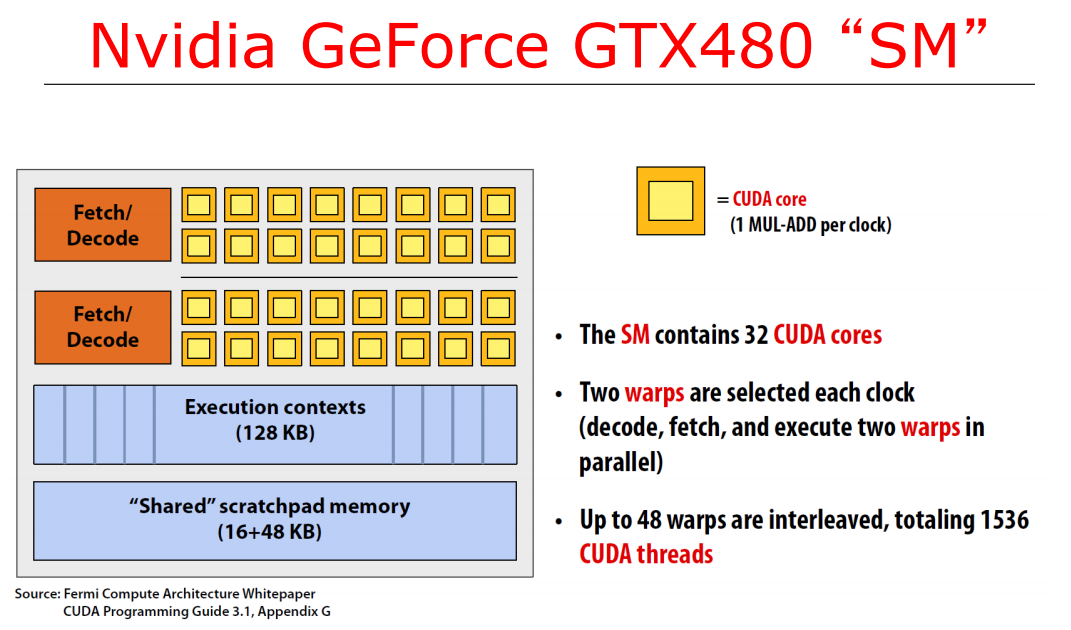 Nvidia GeForce GTX480 “SM”
Fetch/
Decode
Fetch/
Decode
Execution contexts
(128 KB)
“Shared” scratchpad memory
(16+48 KB)
Source: Fermi Compute Architecture Whitepaper
CUDA Programming Guide 3.1, Appendix G
= CUDA core
(1 MUL-ADD per clock)
• The SM contains 32 CUDA cores
• Two warps are selected each clock
(decode, fetch, and execute two warps in
parallel)
• Up to 48 warps are interleaved, totaling 1536
CUDA threads